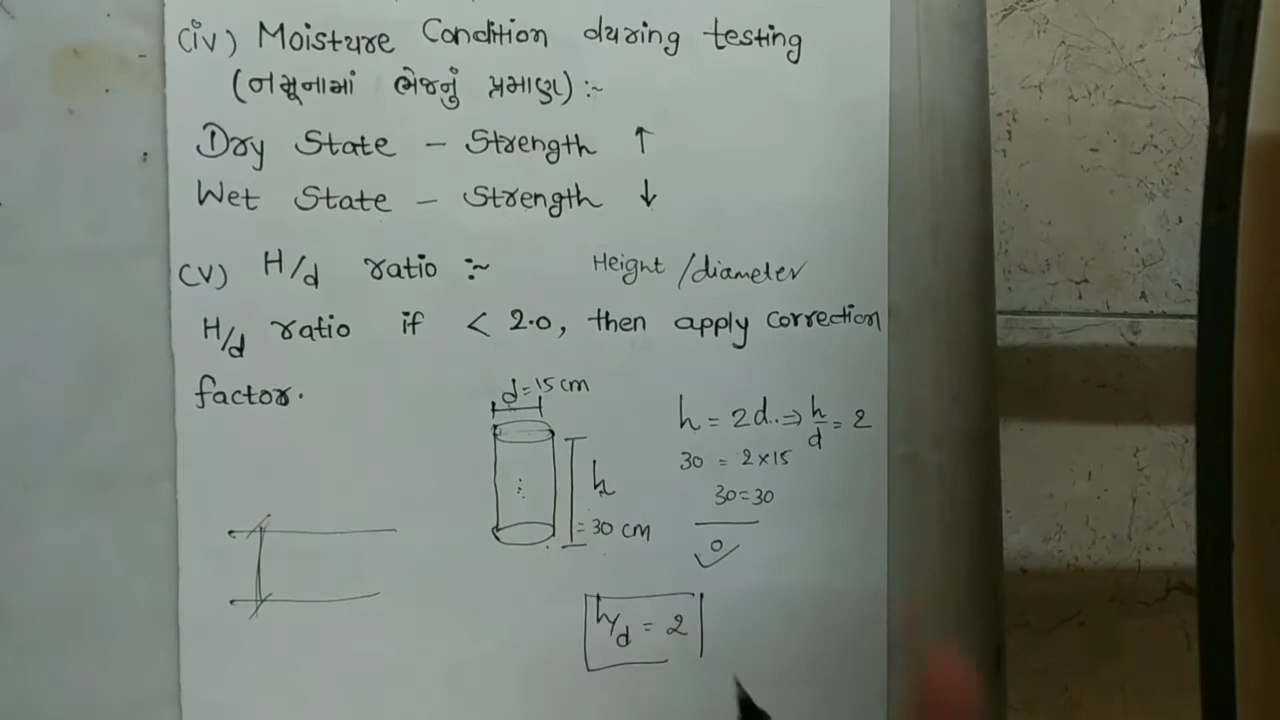 (iv) Moisture Condition during testing
(નમૂનામાં ભેજનું પ્રમાણ) :-
Dry State - Strength ↑
Wet State - Strength ↓
(v) H/d ratio :- Height /diameter
H/d ratio if < 2.0, then apply correction
factor.
d=15 cm
h = 2d..⇒ h/d = 2
30 = 2×15
h
30=30
= 30 cm
0
h/d = 2